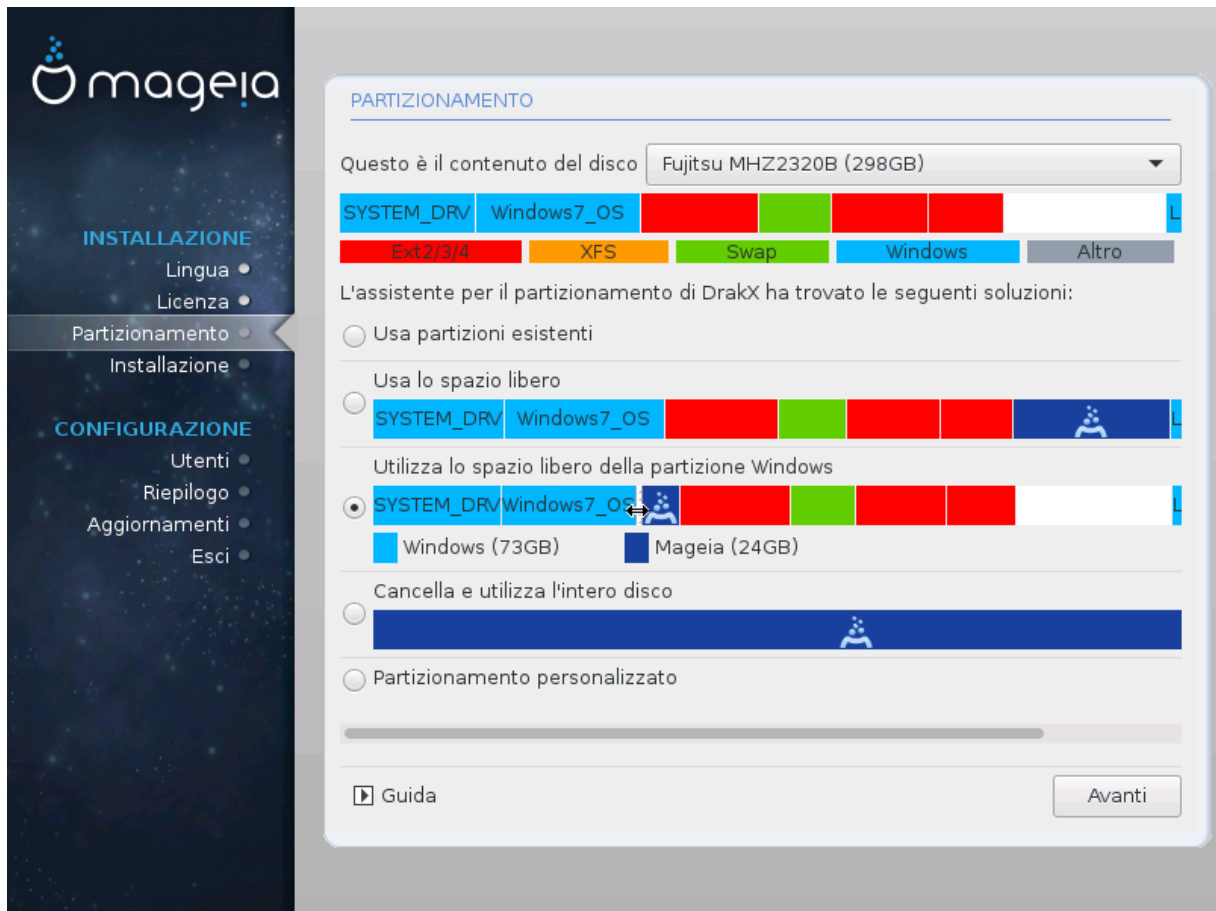 mageia
INSTALLAZIONE
Lingua
Licenza
Partizionamento
Installazione
CONFIGURAZIONE
Utenti
Riepilogo
Aggiornamenti
Esci
PARTIZIONAMENTO
Questo è il contenuto del disco Fujitsu MHZ2320B (298GB)
SYSTEM_DRV Windows7_OS L
Ext2/3/4 XFS Swap Windows Altro
L'assistente per il partizionamento di DrakX ha trovato le seguenti soluzioni:
Usa partizioni esistenti
Usa lo spazio libero
SYSTEM_DRV Windows7_OS L
Utilizza lo spazio libero della partizione Windows
SYSTEM_DRV Windows7_OS L
Windows (73GB) Mageia (24GB)
Cancella e utilizza l'intero disco
Partizionamento personalizzato
Guida Avanti